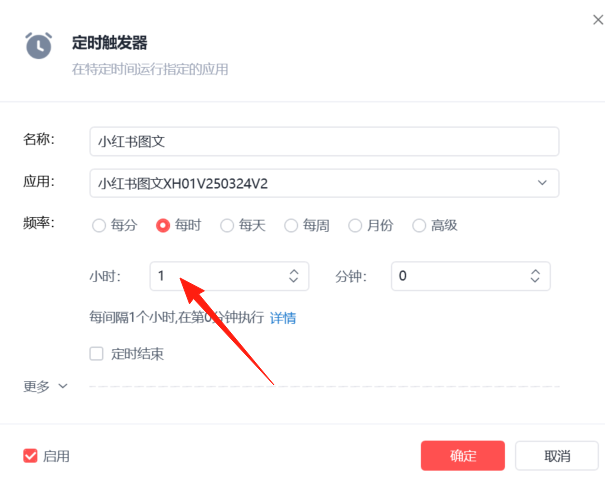 定时触发器
在特定时间运行指定的应用
名称: 小红书图文
应用: 小红书图文XH01V250324V2
频率: 每分 每时 每天 每周 月份 高级
小时: 1 分钟: 0
每间隔1个小时,在第0分钟执行 详情
定时结束
更多
启用 确定 取消